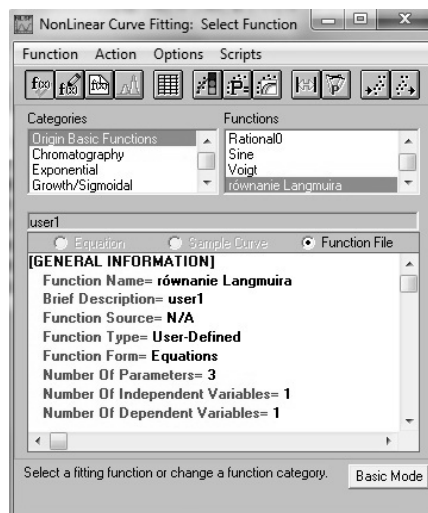 NonLinear Curve Fitting: Select Function
Function Action Options Scripts
Categories Functions
Origin Basic Functions
Chromatography
Exponential
Growth/Sigmoidal
Rational0
Sine
Voigt
równanie Langmuira
user1
Equation Sample Curve Function File
[GENERAL INFORMATION]
Function Name= równanie Langmuira
Brief Description= user1
Function Source= N/A
Function Type= User-Defined
Function Form= Equations
Number Of Parameters= 3
Number Of Independent Variables= 1
Number Of Dependent Variables= 1
Select a fitting function or change a function category. Basic Mode